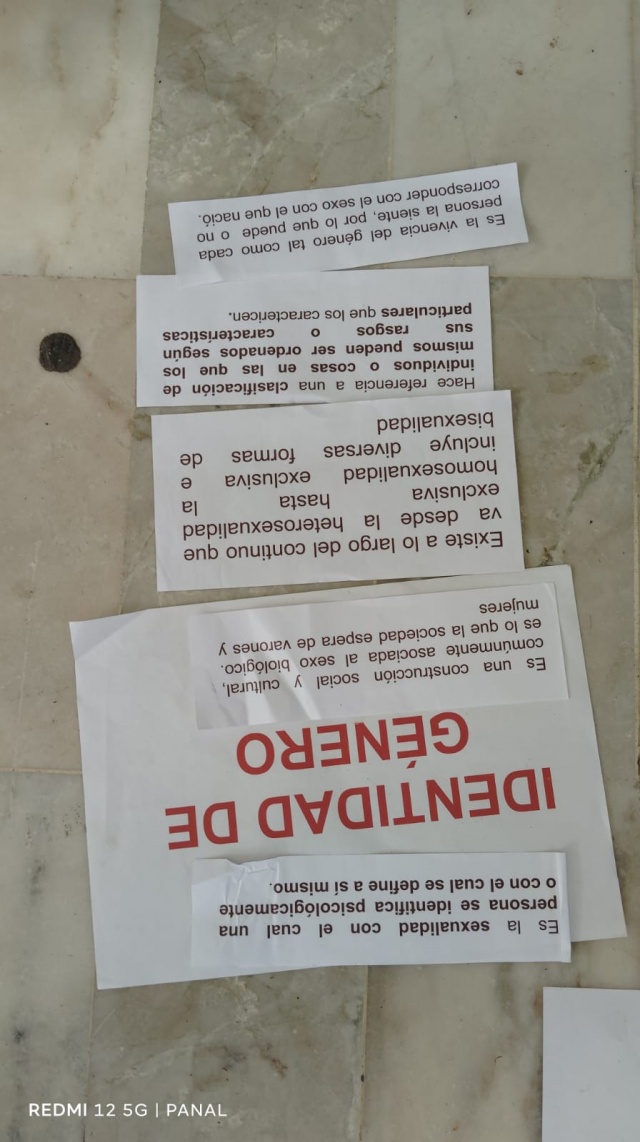 Es la sexualidad con el cual una
persona se identifica psicológicamente
o con el cual se define a sí mismo.
IDENTIDAD DE
GÉNERO
Es una construcción social y cultural,
comúnmente asociada al sexo biológico.
es lo que la sociedad espera de varones y
mujeres
Existe a lo largo del continuo que
va desde la heterosexualidad
exclusiva hasta la
homosexualidad exclusiva e
incluye diversas formas de
bisexualidad
Hace referencia a una clasificación de
individuos o cosas en las que los
mismos pueden ser ordenados según
sus rasgos o características
particulares que los caractericen.
Es la vivencia del género tal como cada
persona la siente, por lo que puede o no
corresponder con el sexo con el que nació.
REDMI 12 5G | PANAL